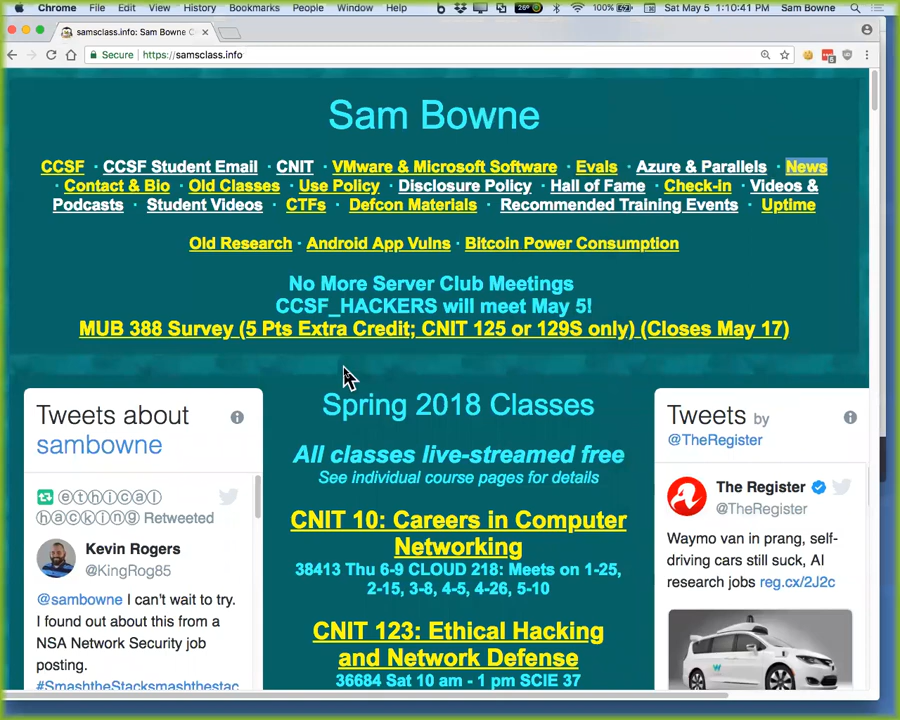 Chrome File Edit View History Bookmarks People Window Help 26° 100% Sat May 5 1:10:41 PM Sam Bowne
samsclass.info: Sam Bowne C
Secure https://samsclass.info
Sam Bowne
CCSF · CCSF Student Email · CNIT · VMware & Microsoft Software · Evals · Azure & Parallels · News
· Contact & Bio · Old Classes · Use Policy · Disclosure Policy · Hall of Fame · Check-in · Videos &
Podcasts · Student Videos · CTFs · Defcon Materials · Recommended Training Events · Uptime
Old Research · Android App Vulns · Bitcoin Power Consumption
No More Server Club Meetings
CCSF_HACKERS will meet May 5!
MUB 388 Survey (5 Pts Extra Credit; CNIT 125 or 129S only) (Closes May 17)
Tweets about
sambowne
ⓔⓣⓗⓘⓒⓐⓛ
ⓗⓐⓒⓚⓘⓝⓖ Retweeted
Kevin Rogers
@KingRog85
@sambowne I can't wait to try.
I found out about this from a
NSA Network Security job
posting.
#SmashtheStacksmashthestac
Spring 2018 Classes
All classes live-streamed free
See individual course pages for details
CNIT 10: Careers in Computer
Networking
38413 Thu 6-9 CLOUD 218: Meets on 1-25,
2-15, 3-8, 4-5, 4-26, 5-10
CNIT 123: Ethical Hacking
and Network Defense
36684 Sat 10 am - 1 pm SCIE 37
Tweets by
@TheRegister
The Register
@TheRegister
Waymo van in prang, self-
driving cars still suck, AI
research jobs reg.cx/2J2c